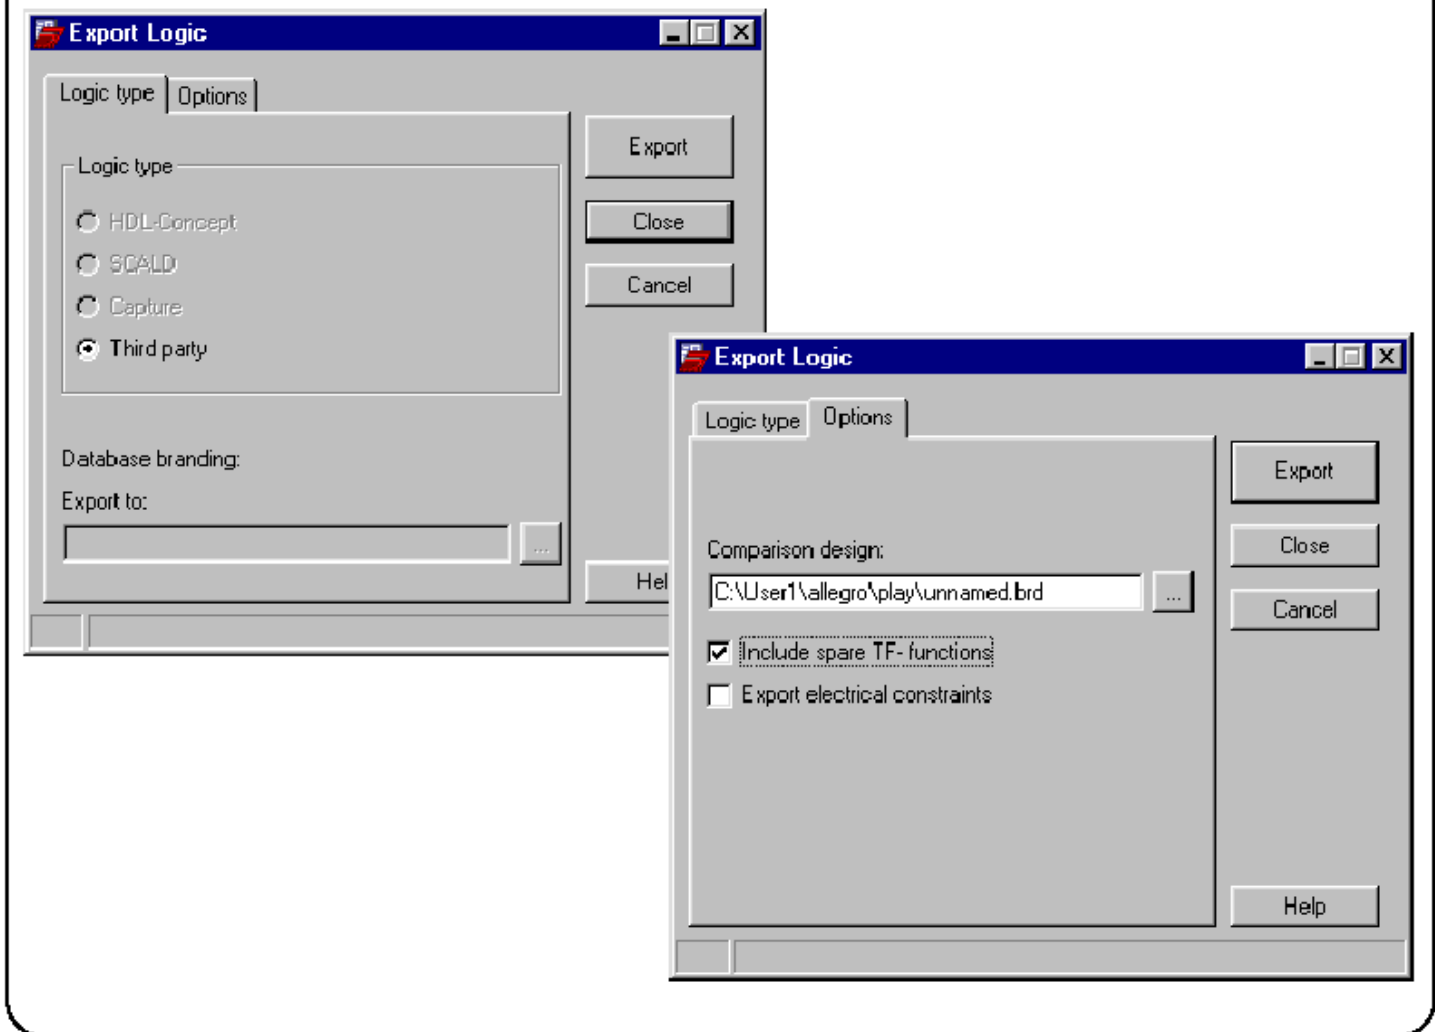 Export Logic
Logic type
Options
Logic type
HDL-Concept
SCALD
Capture
Third party
Database branding:
Export to:
...
Export
Close
Cancel
Hel
Export Logic
Logic type
Options
Comparison design:
C:\User1\allegro\play\unnamed.brd
...
Include spare TF- functions
Export electrical constraints
Export
Close
Cancel
Help